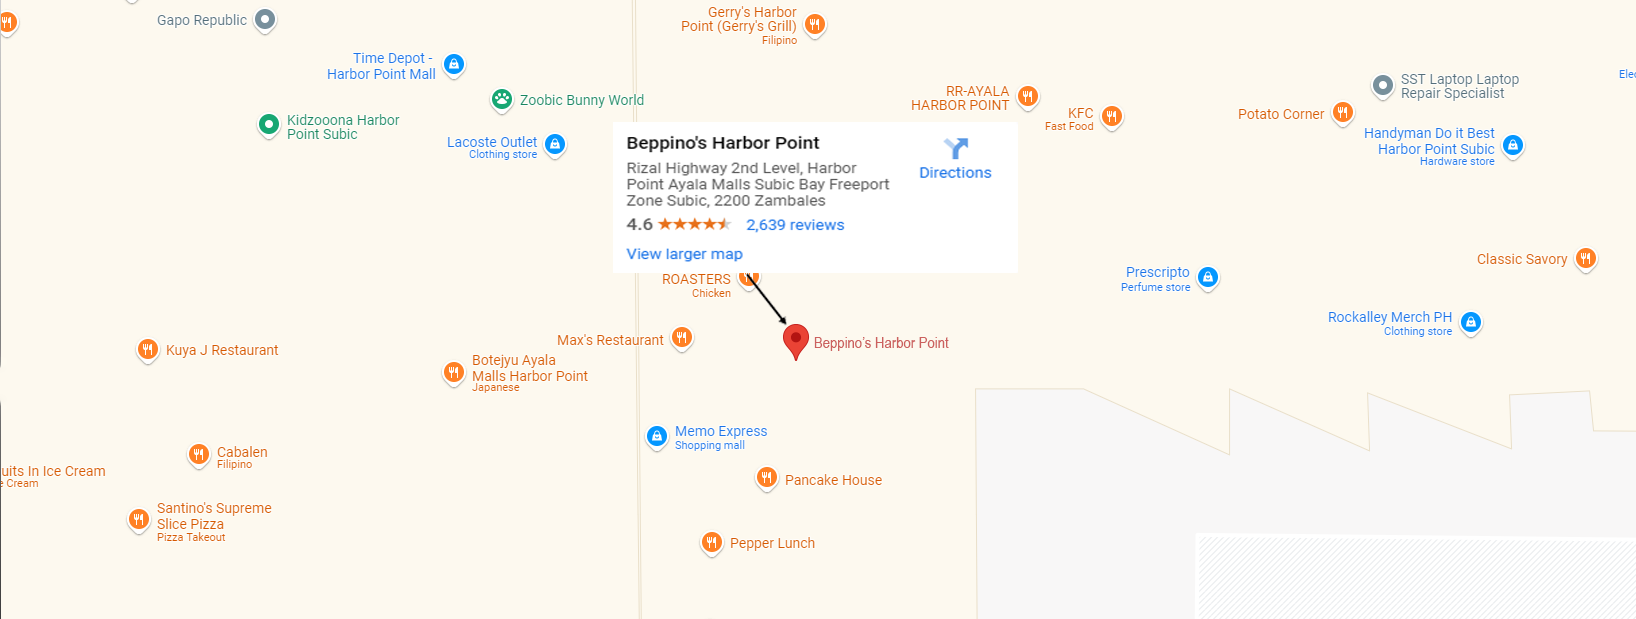 Gapo Republic
Gerry's Harbor
Point (Gerry's Grill)
Filipino
Time Depot -
Harbor Point Mall
Zoobic Bunny World
Kidzooona Harbor
Point Subic
Lacoste Outlet
Clothing store
RR-AYALA
HARBOR POINT
KFC
Fast Food
Potato Corner
SST Laptop Laptop
Repair Specialist
Elec
Handyman Do it Best
Harbor Point Subic
Hardware store
Beppino's Harbor Point
Rizal Highway 2nd Level, Harbor
Point Ayala Malls Subic Bay Freeport
Zone Subic, 2200 Zambales
4.6
2,639 reviews
View larger map
Directions
ROASTERS
Chicken
Prescripto
Perfume store
Classic Savory
Rockalley Merch PH
Clothing store
Kuya J Restaurant
Max's Restaurant
Beppino's Harbor Point
Botejyu Ayala
Malls Harbor Point
Japanese
Memo Express
Shopping mall
Cabalen
Filipino
uits In Ice Cream
e Cream
Pancake House
Santino's Supreme
Slice Pizza
Pizza Takeout
Pepper Lunch